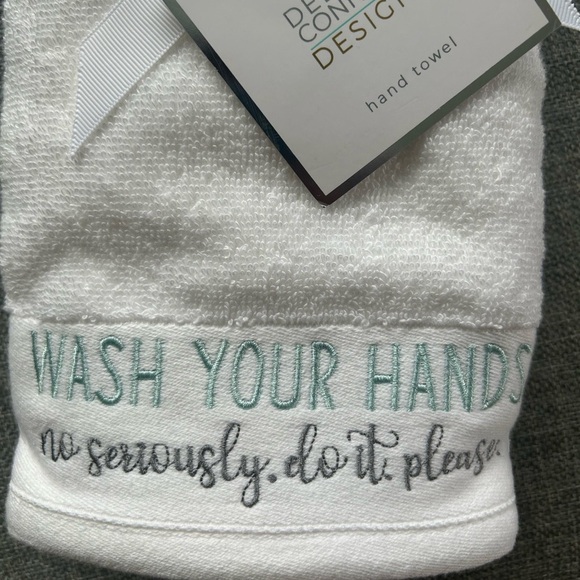 DESIGN
hand towel
WASH YOUR HANDS
no seriously. do it. please.